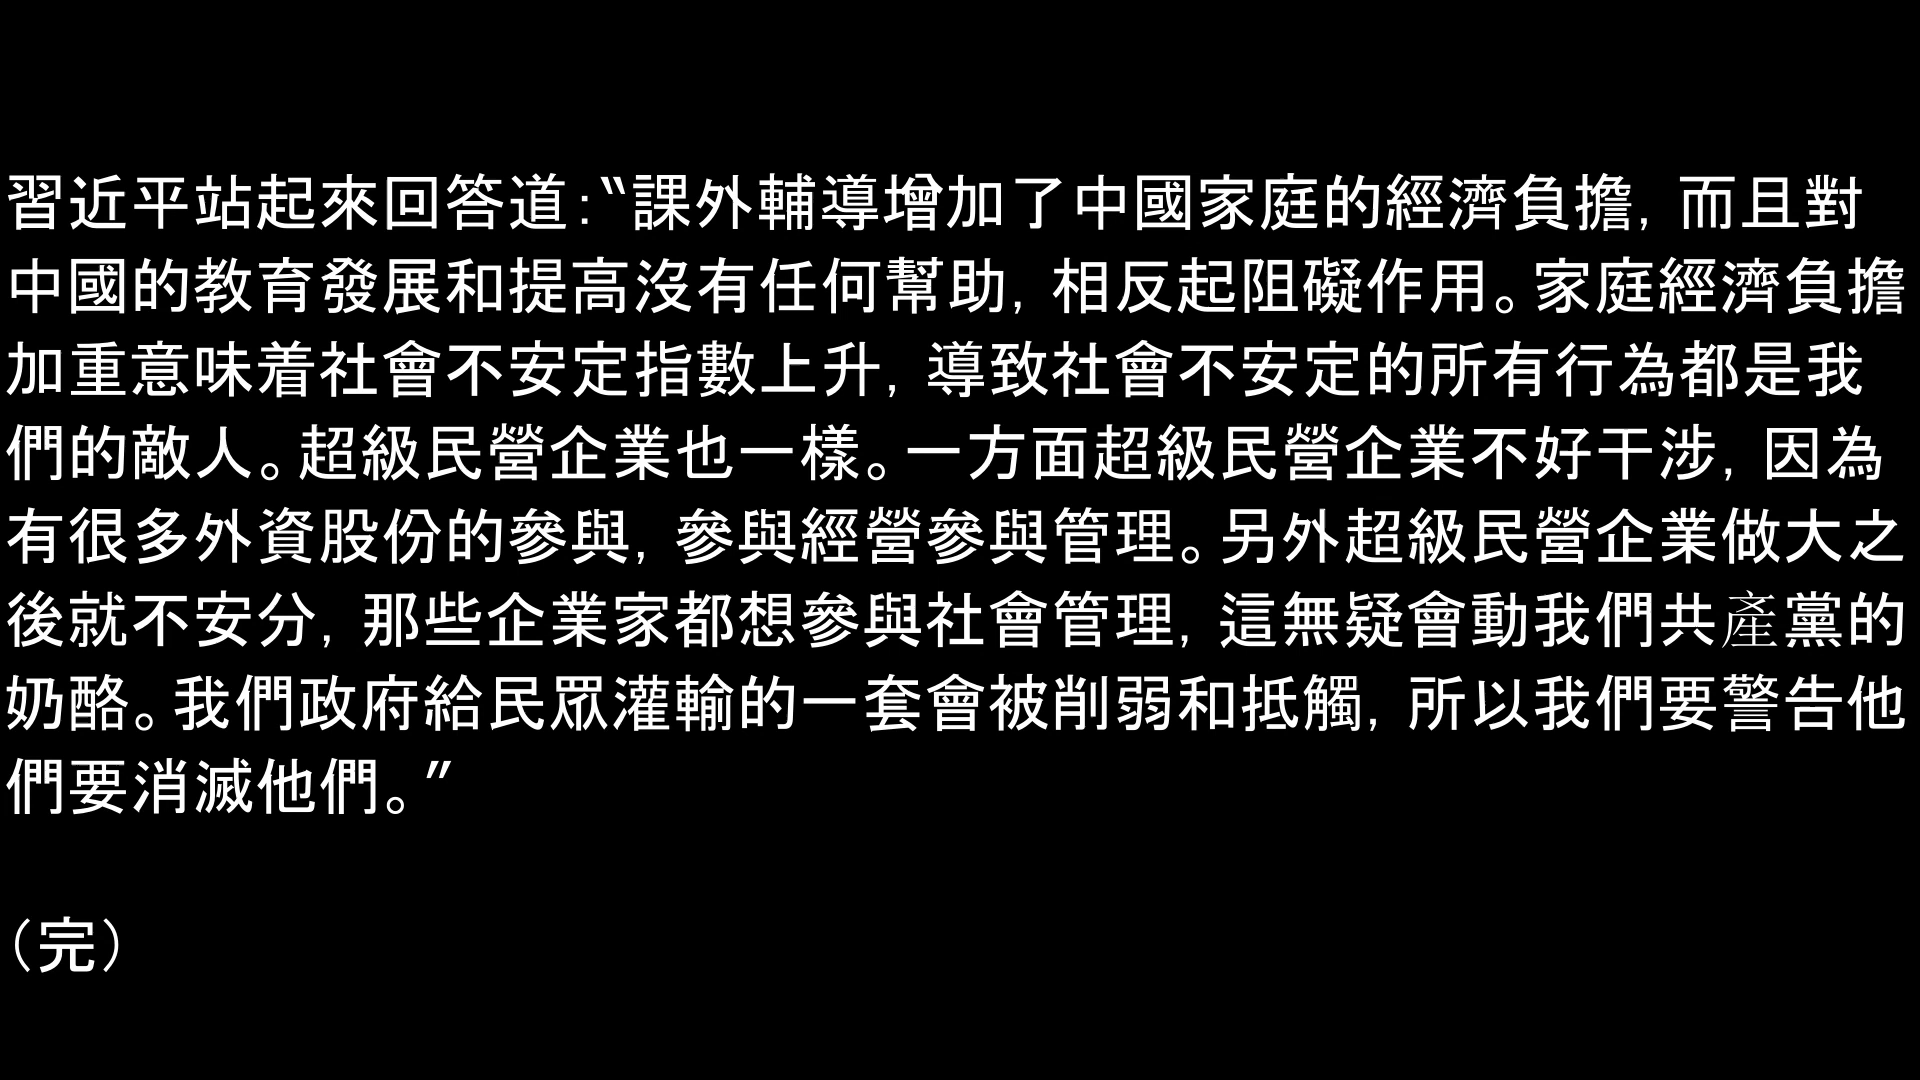 習近平站起來回答道:“課外輔導增加了中國家庭的經濟負擔, 而且對
中國的教育發展和提高沒有任何幫助, 相反起阻礙作用。家庭經濟負擔
加重意味着社會不安定指數上升, 導致社會不安定的所有行為都是我
們的敵人。超級民營企業也一樣。一方面超級民營企業不好干涉, 因為
有很多外資股份的參與, 參與經營參與管理。另外超級民營企業做大之
後就不安分, 那些企業家都想參與社會管理, 這無疑會動我們共產黨的
奶酪。我們政府給民眾灌輸的一套會被削弱和抵觸, 所以我們要警告他
們要消滅他們。”
(完)